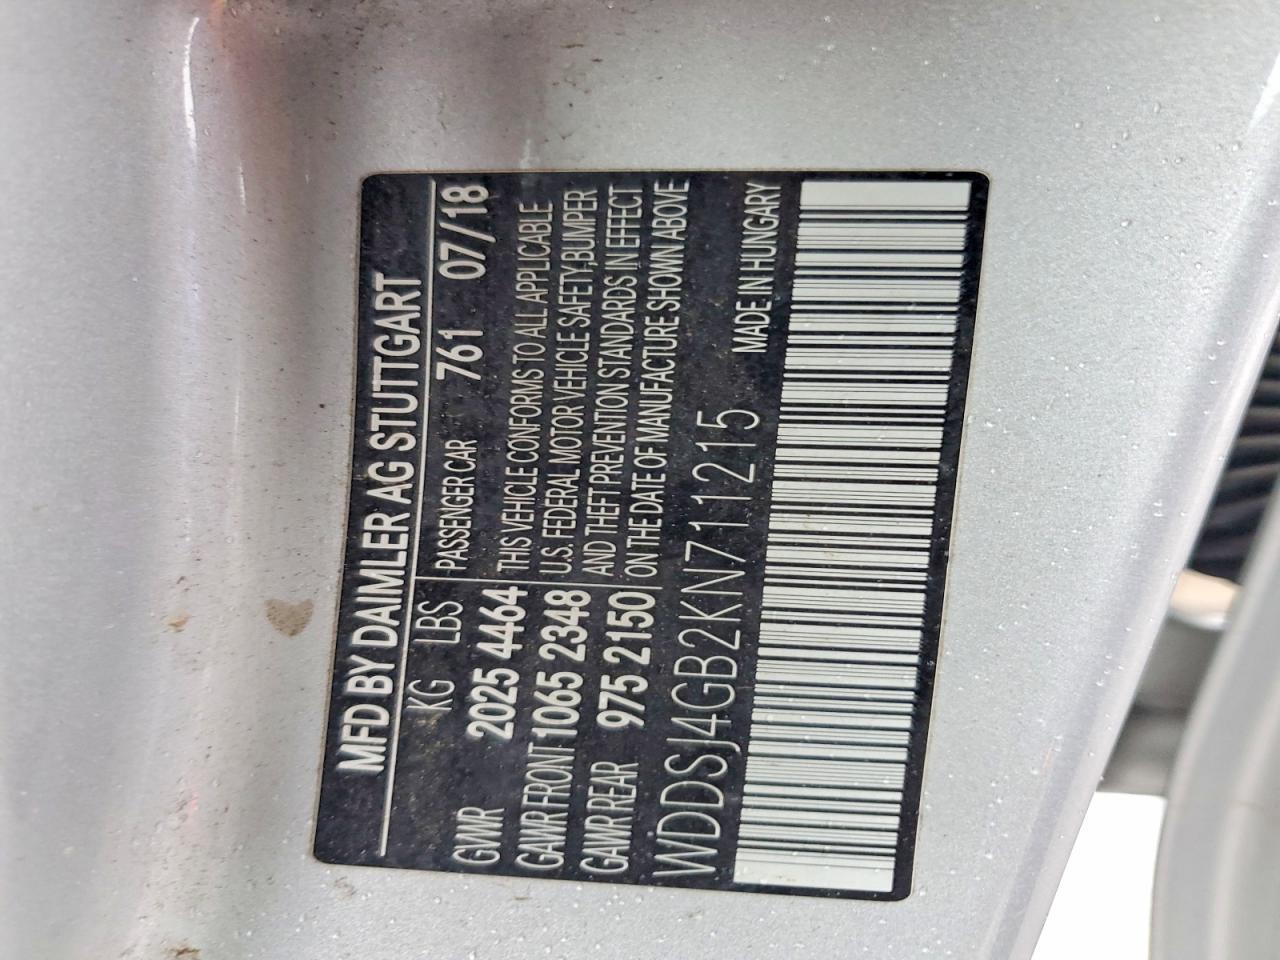 MFD BY DAIMLER AG STUTTGART
KG LBS PASSENGER CAR 761 07/18
GVWR 2025 4464 THIS VEHICLE CONFORMS TO ALL APPLICABLE
GAWR FRONT 1065 2348 U.S. FEDERAL MOTOR VEHICLE SAFETY,BUMPER
GAWR REAR 975 2150 AND THEFT PREVENTION STANDARDS IN EFFECT
ON THE DATE OF MANUFACTURE SHOWN ABOVE
WDDSJ4GB2KN711215 MADE IN HUNGARY